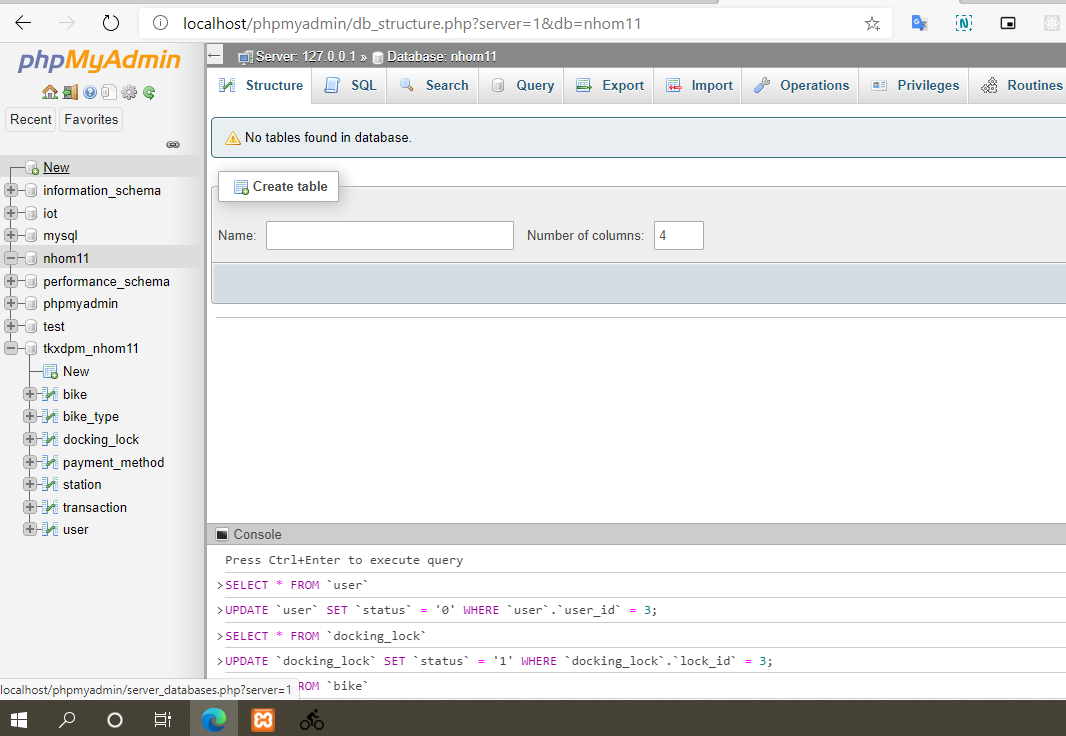 localhost/phpmyadmin/db_structure.php?server=1&db=nhom11
phpMyAdmin
Recent Favorites
New
information_schema
iot
mysql
nhom11
performance_schema
phpmyadmin
test
tkxdpm_nhom11
New
bike
bike_type
docking_lock
payment_method
station
transaction
user
Server: 127.0.0.1 » Database: nhom11
Structure SQL Search Query Export Import Operations Privileges Routines
No tables found in database.
Create table
Name: Number of columns: 4
Console
Press Ctrl+Enter to execute query
>SELECT * FROM `user`
>UPDATE `user` SET `status` = '0' WHERE `user`.`user_id` = 3;
>SELECT * FROM `docking_lock`
>UPDATE `docking_lock` SET `status` = '1' WHERE `docking_lock`.`lock_id` = 3;
ROM `bike`
localhost/phpmyadmin/server_databases.php?server=1